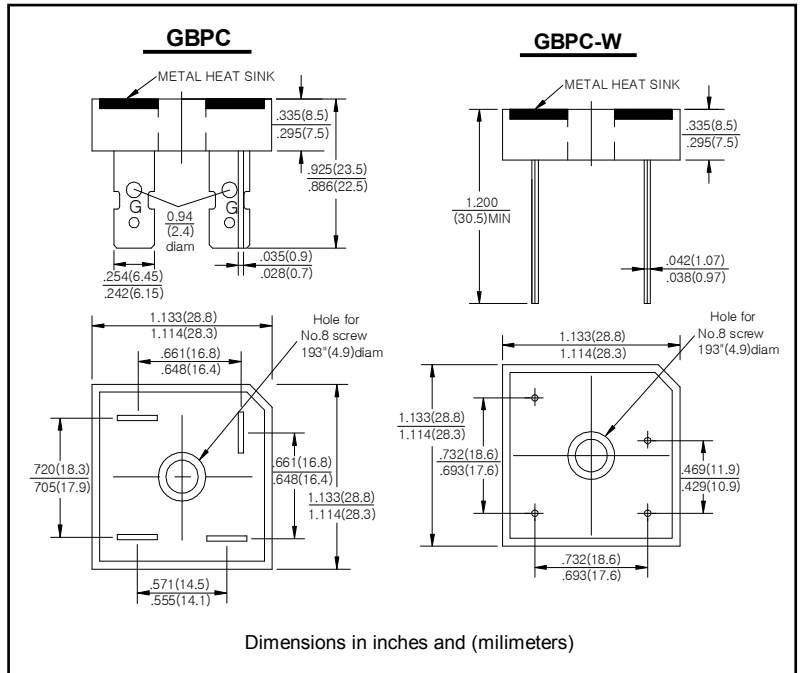 GBPC
METAL HEAT SINK
.335(8.5)
.295(7.5)
.925(23.5)
.886(22.5)
G
G
0.94
(2.4)
diam
.035(0.9)
.028(0.7)
.254(6.45)
.242(6.15)
1.133(28.8)
1.114(28.3)
Hole for
No.8 screw
193"(4.9)diam
.661(16.8)
.648(16.4)
720(18.3)
705(17.9)
.661(16.8)
.648(16.4)
1.133(28.8)
1.114(28.3)
.571(14.5)
.555(14.1)
GBPC-W
METAL HEAT SINK
.335(8.5)
.295(7.5)
1.200
(30.5)MIN
.042(1.07)
.038(0.97)
Hole for
No.8 screw
193"(4.9)diam
1.133(28.8)
1.114(28.3)
1.133(28.8)
1.114(28.3)
.732(18.6)
.693(17.6)
.469(11.9)
.429(10.9)
.732(18.6)
.693(17.6)
Dimensions in inches and (milimeters)